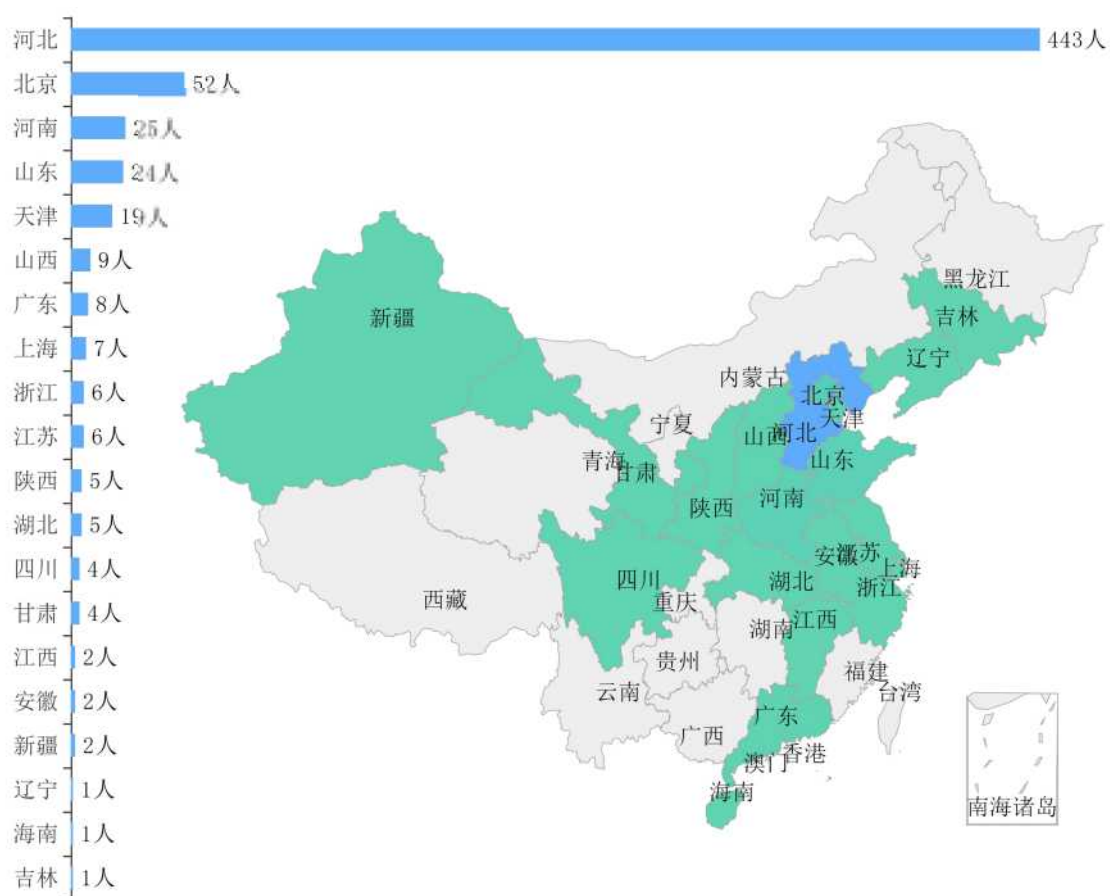 河北 443人
北京 52人
河南 25人
山东 24人
天津 19人
山西 9人
广东 8人
上海 7人
浙江 6人
江苏 6人
陕西 5人
湖北 5人
四川 4人
甘肃 4人
江西 2人
安徽 2人
新疆 2人
辽宁 1人
海南 1人
吉林 1人
黑龙江
吉林
新疆
辽宁
内蒙古
北京
天津
宁夏
山西
河北
青海
甘肃
山东
陕西
河南
安徽
江苏
上海
四川
湖北
浙江
西藏
重庆
江西
湖南
贵州
福建
云南
台湾
广东
广西
香港
澳门
海南
南海诸岛